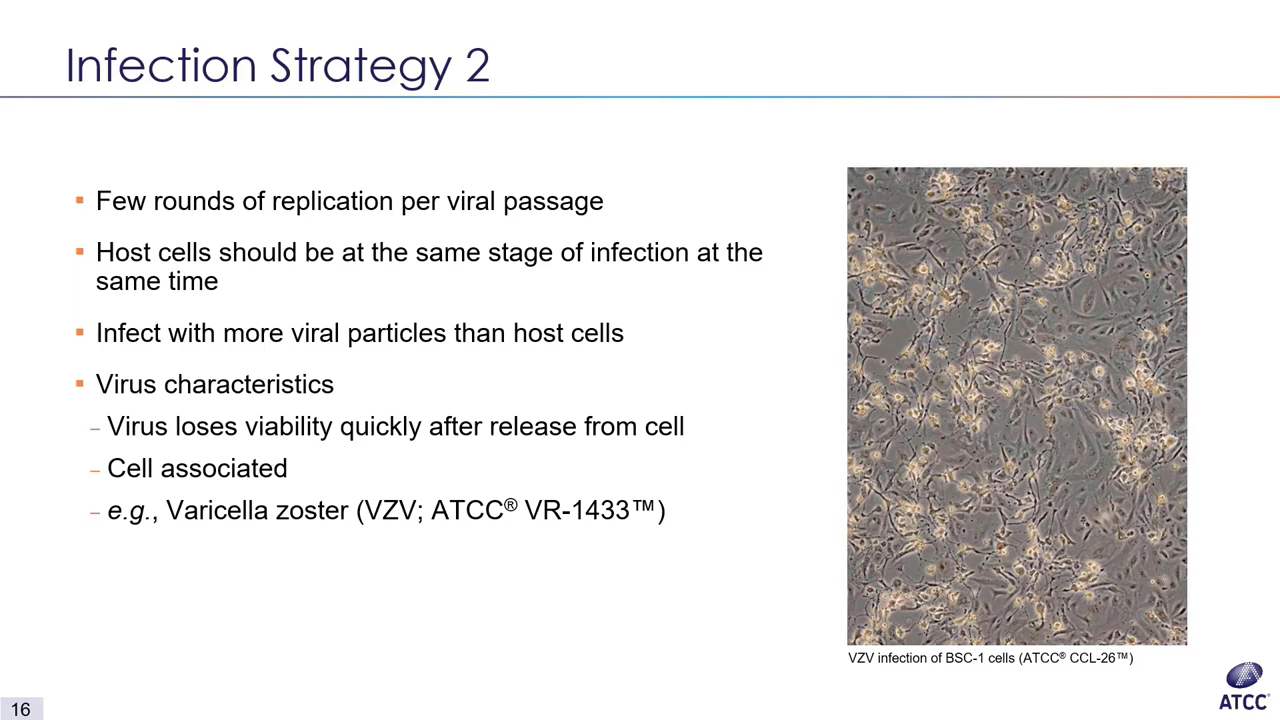 Infection Strategy 2
▪ Few rounds of replication per viral passage
▪ Host cells should be at the same stage of infection at the
same time
▪ Infect with more viral particles than host cells
▪ Virus characteristics
– Virus loses viability quickly after release from cell
– Cell associated
– e.g., Varicella zoster (VZV; ATCC® VR-1433™)
VZV infection of BSC-1 cells (ATCC® CCL-26™)
16
ATCC®